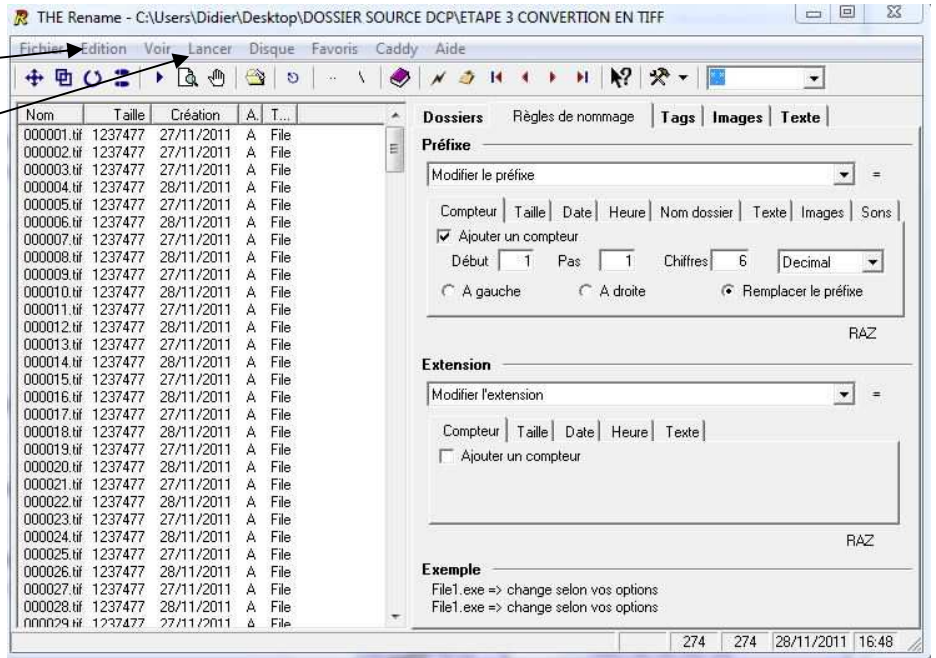 THE Rename - C:\Users\Didier\Desktop\DOSSIER SOURCE DCP\ETAPE 3 CONVERTION EN TIFF
Fichier Edition Voir Lancer Disque Favoris Caddy Aide
Nom Taille Création A. T...
000001.tif 1237477 27/11/2011 A File
000002.tif 1237477 27/11/2011 A File
000003.tif 1237477 27/11/2011 A File
000004.tif 1237477 28/11/2011 A File
000005.tif 1237477 27/11/2011 A File
000006.tif 1237477 28/11/2011 A File
000007.tif 1237477 27/11/2011 A File
000008.tif 1237477 28/11/2011 A File
000009.tif 1237477 27/11/2011 A File
000010.tif 1237477 28/11/2011 A File
000011.tif 1237477 27/11/2011 A File
000012.tif 1237477 28/11/2011 A File
000013.tif 1237477 27/11/2011 A File
000014.tif 1237477 28/11/2011 A File
000015.tif 1237477 27/11/2011 A File
000016.tif 1237477 28/11/2011 A File
000017.tif 1237477 27/11/2011 A File
000018.tif 1237477 28/11/2011 A File
000019.tif 1237477 27/11/2011 A File
000020.tif 1237477 28/11/2011 A File
000021.tif 1237477 27/11/2011 A File
000022.tif 1237477 28/11/2011 A File
000023.tif 1237477 27/11/2011 A File
000024.tif 1237477 28/11/2011 A File
000025.tif 1237477 27/11/2011 A File
000026.tif 1237477 28/11/2011 A File
000027.tif 1237477 27/11/2011 A File
000028.tif 1237477 28/11/2011 A File
000029.tif 1237477 27/11/2011 A File
Dossiers Règles de nommage Tags Images Texte
Préfixe
Modifier le préfixe =
Compteur Taille Date Heure Nom dossier Texte Images Sons
Ajouter un compteur
Début 1 Pas 1 Chiffres 6 Decimal
A gauche A droite Remplacer le préfixe
RAZ
Extension
Modifier l'extension =
Compteur Taille Date Heure Texte
Ajouter un compteur
RAZ
Exemple
File1.exe => change selon vos options
File1.exe => change selon vos options
274 274 28/11/2011 16:48